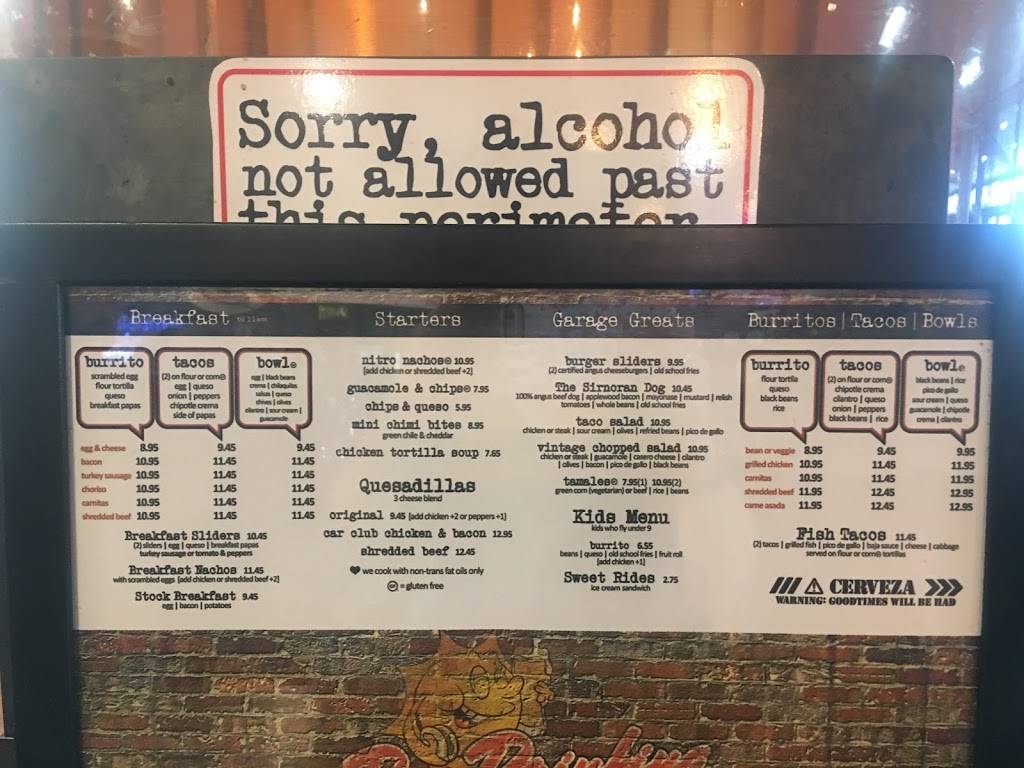 Sorry, alcohol
not allowed past
this perimeter
Breakfast
Starters
Garage Greats
Burritos | Tacos | Bowls
burrito
scrambled egg
flour tortilla
queso
breakfast papas
tacos
(2) on flour or corn
egg | queso
onion | peppers
chipotle crema
side of papas
bowl
egg | black beans
crema | chilaquiles
salsa | queso
chives | olives
cilantro | sour cream |
guacamole
egg & cheese 8.95 9.45 9.45
bacon 10.95 11.45 11.45
turkey sausage 10.95 11.45 11.45
chorizo 10.95 11.45 11.45
carnitas 10.95 11.45 11.45
shredded beef 10.95 11.45 11.45
Breakfast Sliders 10.45
(2) sliders | egg | queso | breakfast papas
turkey sausage or tomato & peppers
Breakfast Nachos 11.45
with scrambled eggs [add chicken or shredded beef +2]
Stock Breakfast 9.45
egg | bacon | potatoes
nitro nachos 10.95
[add chicken or shredded beef +2]
guacamole & chips 7.95
chips & queso 5.95
mini chimi bites 8.95
green chile & cheddar
chicken tortilla soup 7.65
Quesadillas
3 cheese blend
original 9.45 [add chicken +2 or peppers +1]
car club chicken & bacon 12.95
shredded beef 12.45
we cook with non-trans fat oils only
GF = gluten free
burger sliders 9.95
(2) certified angus cheeseburgers | old school fries
The Sirnoran Dog 10.45
100% angus beef dog | applewood bacon | mayonase | mustard | relish
tomatoes | whole beans | old school fries
taco salad 10.95
chicken or steak | sour cream | olives | refried beans | pico de gallo
vintage chopped salad 10.95
chicken or steak | guacamole | casero cheese | cilantro
| olives | bacon | pico de gallo | black beans
tamales 7.95(1) 10.95(2)
green corn (vegetarian) or beef | rice | beans
Kids Menu
kids who fly under 9
burrito 6.55
beans | queso | old school fries | fruit roll
[add chicken +1]
Sweet Rides 2.75
ice cream sandwich
burrito
flour tortilla
queso
black beans
rice
tacos
(2) on flour or corn
chipotle crema
cilantro | queso
onion | peppers
black beans | rice
bowl
black beans | rice
pico de gallo
sour cream | queso
guacamole | chipotle
crema | cilantro
bean or veggie 8.95 9.45 9.95
grilled chicken 10.95 11.45 11.95
carnitas 10.95 11.45 11.95
shredded beef 11.95 12.45 12.95
carne asada 11.95 12.45 12.95
Fish Tacos 11.45
(2) tacos | grilled fish | pico de gallo | baja sauce | cheese | cabbage
served on flour or corn tortillas
CERVEZA
WARNING: GOODTIMES WILL BE HAD